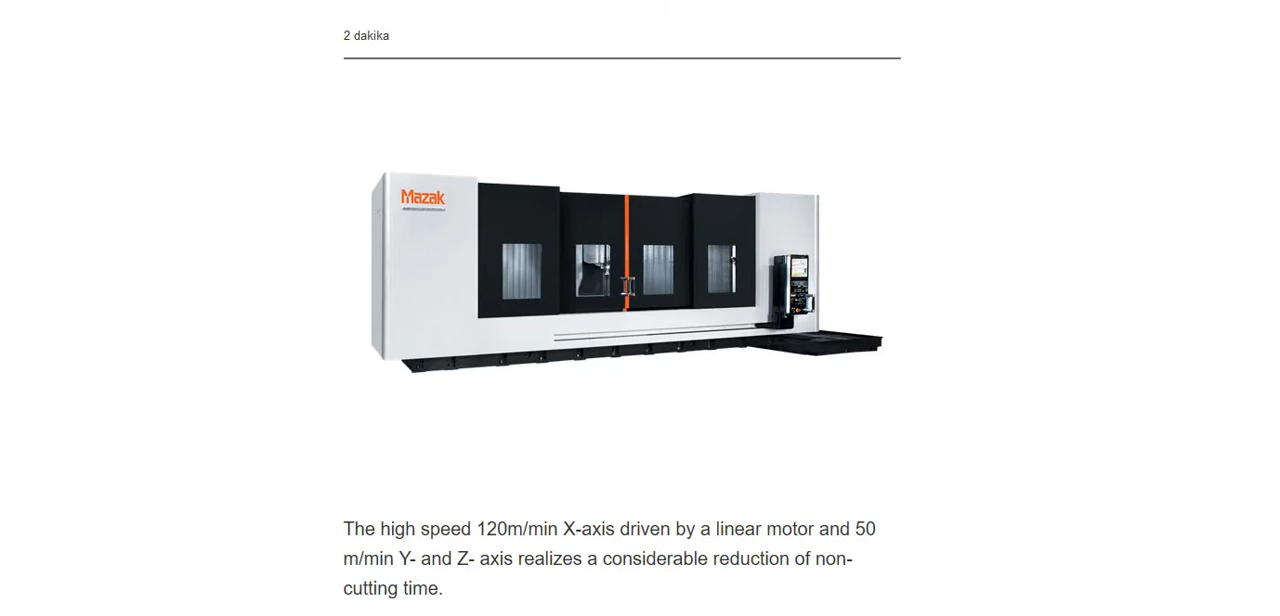 2 dakika
Mazak
The high speed 120m/min X-axis driven by a linear motor and 50
m/min Y- and Z- axis realizes a considerable reduction of non-
cutting time.